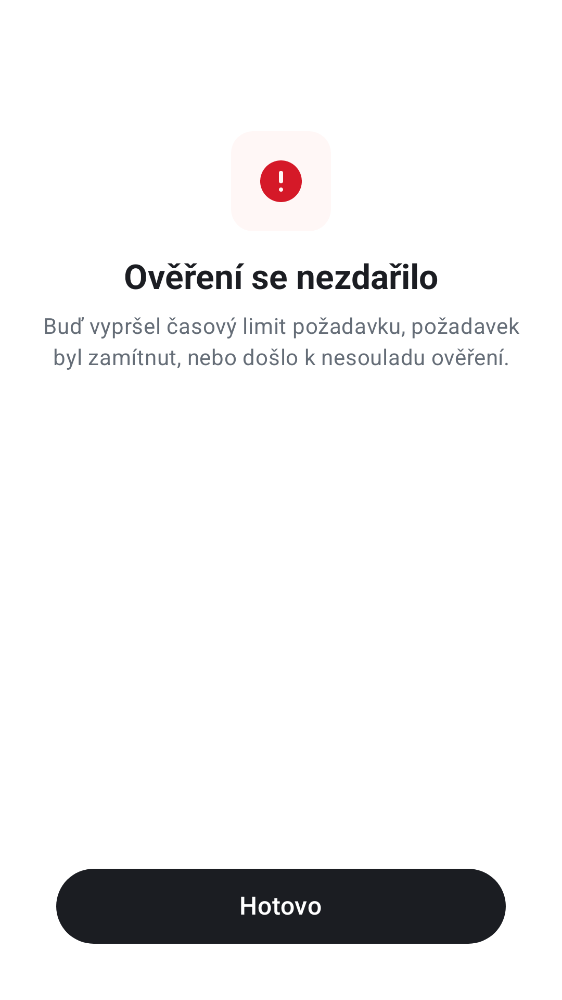 Ověření se nezdařilo
Buď vypršel časový limit požadavku, požadavek
byl zamítnut, nebo došlo k nesouladu ověření.
Hotovo